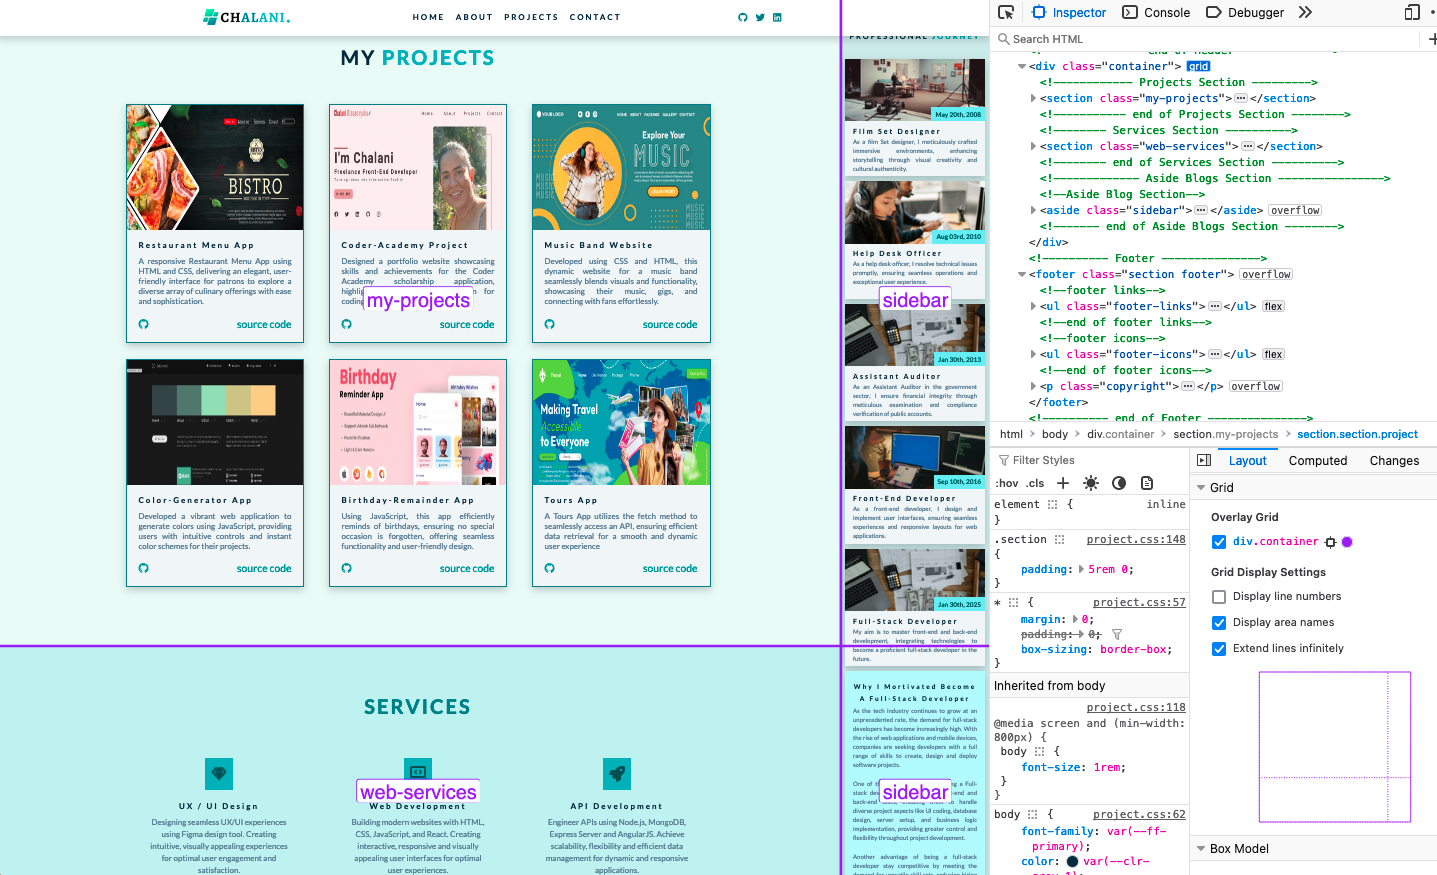 CHALANI.
HOME ABOUT PROJECTS CONTACT
MY PROJECTS
BISTRO
Restaurant Menu App
A responsive Restaurant Menu App using
HTML and CSS, delivering an elegant, user-
friendly interface for patrons to explore a
diverse array of culinary offerings with ease
and sophistication.
source code
Home About Projects Contact
I'm Chalani
Freelance Front-End Developer
Coder-Academy Project
Designed a portfolio website showcasing
skills and achievements for the Coder
Academy scholarship application,
for
my-projects
source code
YOUR LOGO
HOME ABOUT PACKAGE GALLERY CONTACT
Explore Your
MUSIC
Music Band Website
Developed using CSS and HTML, this
dynamic website for a music band
seamlessly blends visuals and functionality,
showcasing their music, gigs, and
connecting with fans effortlessly.
source code
Color-Generator App
Developed a vibrant web application to
generate colors using JavaScript, providing
users with intuitive controls and instant
color schemes for their projects.
source code
Birthday
Reminder App
Birthday Wishes
Home
Birthday-Remainder App
Using JavaScript, this app efficiently
reminds of birthdays, ensuring no special
occasion is forgotten, offering seamless
functionality and user-friendly design.
source code
Making Travel
Accessible
to Everyone
Tours App
A Tours App utilizes the fetch method to
seamlessly access an API, ensuring efficient
data retrieval for a smooth and dynamic
user experience
source code
SERVICES
UX / UI Design
Designing seamless UX/UI experiences
using Figma design tool. Creating
intuitive, visually appealing experiences
for optimal user engagement and
satisfaction.
web-services
Web Development
Building modern websites with HTML,
CSS, JavaScript, and React. Creating
interactive, responsive and visually
appealing user interfaces for optimal
user experiences.
API Development
Engineer APIs using Node.js, MongoDB,
Express Server and AngularJS. Achieve
scalability, flexibility and efficient data
management for dynamic and responsive
applications.
PROFESSIONAL JOURNEY
May 20th, 2008
Film Set Designer
As a film Set designer, I meticulously crafted
immersive environments, enhancing
storytelling through visual creativity and
cultural authenticity.
Aug 03rd, 2010
Help Desk Officer
As a help desk officer, I resolve technical issues
promptly, ensuring seamless operations and
exceptional user experience.
sidebar
Jan 30th, 2013
Assistant Auditor
As an Assistant Auditor in the government
sector, I ensure financial integrity through
meticulous examination and compliance
verification of public accounts.
Sep 10th, 2016
Front-End Developer
As a front-end developer, I design and
implement user interfaces, ensuring seamless
experiences and responsive layouts for web
applications.
Jan 30th, 2025
Full-Stack Developer
My aim is to master front-end and back-end
development, integrating technologies to
become a proficient full-stack developer in the
future.
Why I Mortivated Become
A Full-Stack Developer
As the tech industry continues to grow at an
unprecedented rate, the demand for full-stack
developers has become increasingly high. With
the rise of web applications and mobile devices,
companies are seeking developers with a full
range of skills to create, design and deploy
software projects.
sidebar
diverse project aspects like UI coding, database
design, server setup, and business logic
implementation, providing greater control and
flexibility throughout project development.
Another advantage of being a full-stack
developer stay competitive by meeting the
Inspector Console Debugger
Search HTML
end of Header
<div class="container"> grid
<!------------ Projects Section --------->
<section class="my-projects"> </section>
<!----------- end of Projects Section -------->
<!-------- Services Section ---------->
<section class="web-services"> </section>
<!-------- end of Services Section ----------->
<!----------- Aside Blogs Section --------------->
<!--Aside Blog Section-->
<aside class="sidebar"> </aside> overflow
<!------- end of Aside Blogs Section --------->
</div>
<!---------- Footer --------------->
<footer class="section footer"> overflow
<!--footer links-->
<ul class="footer-links"> </ul> flex
<!--end of footer links-->
<!--footer icons-->
<ul class="footer-icons"> </ul> flex
<!--end of footer icons-->
<p class="copyright"> </p> overflow
</footer>
<!---------- end of Footer --------------->
html body div.container section.my-projects section.section.project
Filter Styles
:hov .cls +
element { inline
}
.section project.css:148
{
padding: 5rem 0;
}
* { project.css:57
margin: 0;
padding: 0;
box-sizing: border-box;
}
Inherited from body
project.css:118
@media screen and (min-width:
800px) {
body {
font-size: 1rem;
}
}
body { project.css:62
font-family: var(--ff-
primary);
color: var(--clr-
Layout Computed Changes
Grid
Overlay Grid
div.container
Grid Display Settings
Display line numbers
Display area names
Extend lines infinitely
Box Model